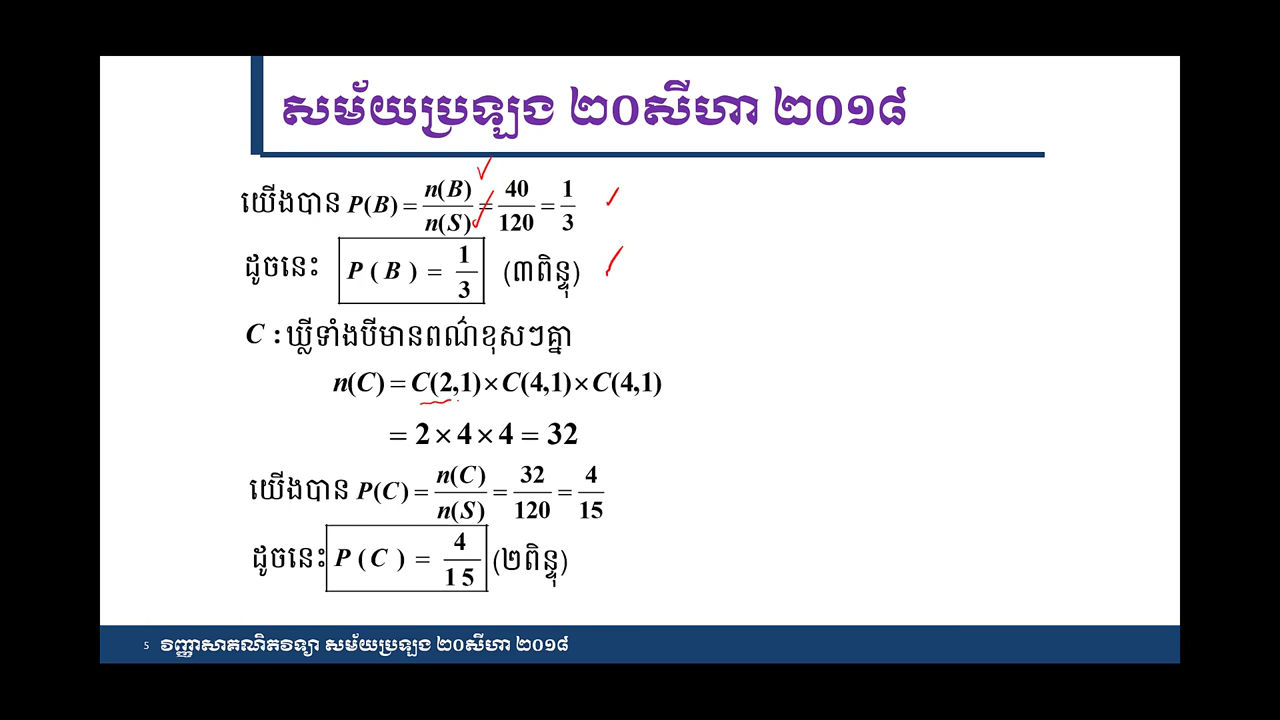 សម័យប្រឡង ២០សីហា ២០១៨
យើងបាន P(B) = n(B)/n(S) = 40/120 = 1/3
ដូចនេះ P(B) = 1/3 (៣ពិន្ទុ)
C : ឃ្លីទាំងបីមានពណ៌ខុសៗគ្នា
n(C) = C(2,1) × C(4,1) × C(4,1)
= 2 × 4 × 4 = 32
យើងបាន P(C) = n(C)/n(S) = 32/120 = 4/15
ដូចនេះ: P(C) = 4/15 (២ពិន្ទុ)
5 វិញ្ញាសាគណិតវិទ្យា សម័យប្រឡង ២០សីហា ២០១៨